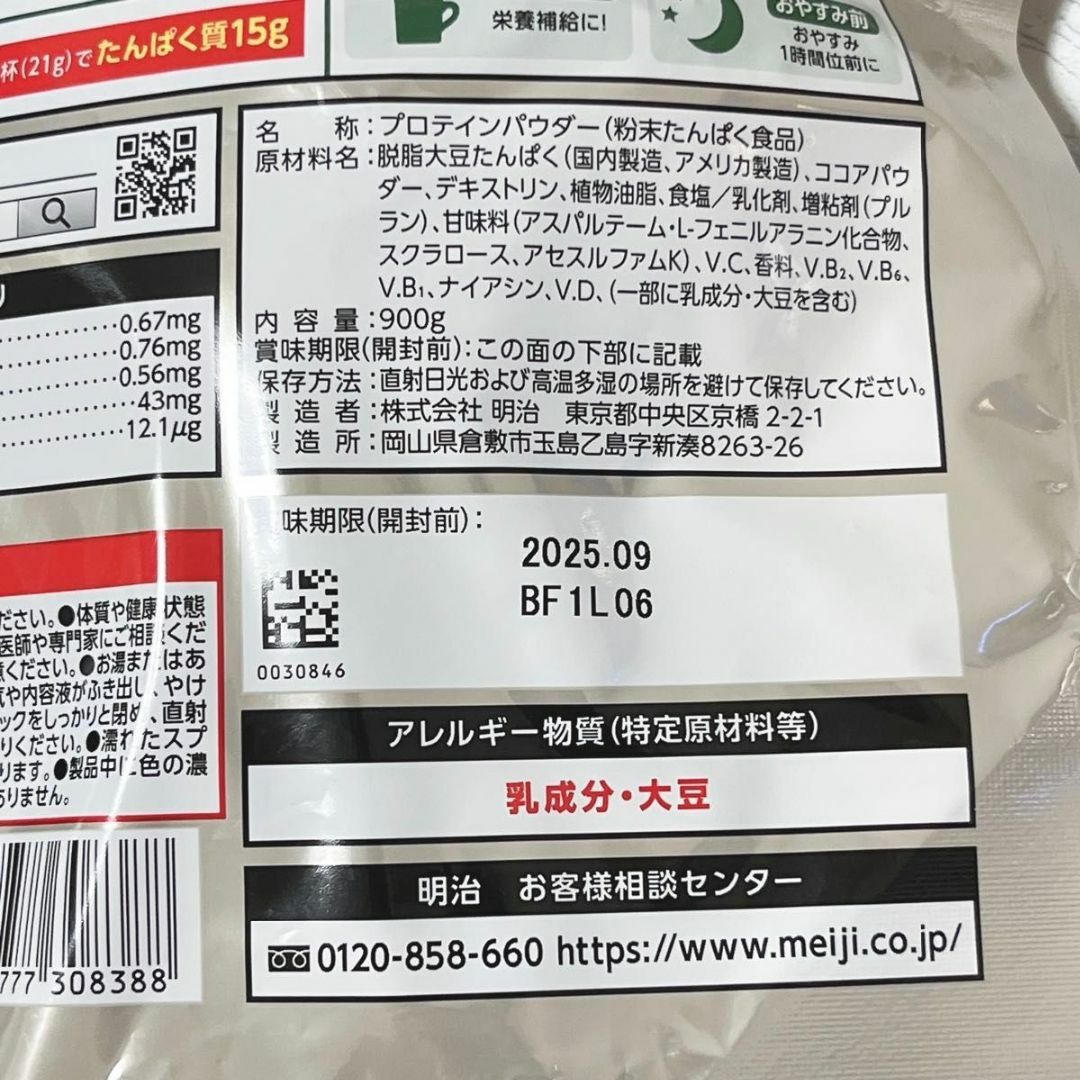 栄養補給に!
おやすみ前
おやすみ
1時間位前に
杯(21g)でたんぱく質15g
名 称:プロテインパウダー(粉末たんぱく食品)
原材料名:脱脂大豆たんぱく(国内製造、アメリカ製造)、ココアパウ
ダー、デキストリン、植物油脂、食塩/乳化剤、増粘剤(プル
ラン)、甘味料(アスパルテーム・L-フェニルアラニン化合物、
スクラロース、アセスルファムK)、V.C、香料、V.B₂、V.B₆、
V.B₁、ナイアシン、V.D、(一部に乳成分・大豆を含む)
内容量:900g
賞味期限(開封前):この面の下部に記載
保存方法:直射日光および高温多湿の場所を避けて保存してください。
製造者:株式会社 明治 東京都中央区京橋 2-2-1
製造所:岡山県倉敷市玉島乙島字新湊8263-26
0.67mg
0.76mg
0.56mg
43mg
12.1μg
味期限(開封前):
2025.09
BF1L06
0030846
ださい。●体質や健康状態
医師や専門家にご相談くだ
ください。●お湯またはあ
や内容液がふき出し、やけ
ックをしっかりと閉め、直射
りください。●濡れたスプ
ります。●製品中に色の濃
ありません。
アレルギー物質(特定原材料等)
乳成分・大豆
明治 お客様相談センター
0120-858-660 https://www.meiji.co.jp/
777 308388